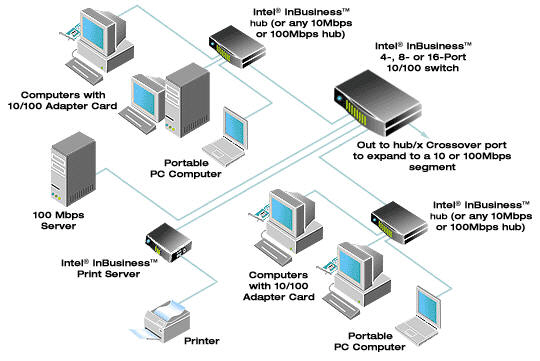 Intel® InBusiness™
hub (or any 10Mbps
or 100Mbps hub)
Intel® InBusiness™
4-, 8- or 16-Port
10/100 switch
Computers with
10/100 Adapter Card
Portable
PC Computer
Out to hub/x Crossover port
to expand to a 10 or 100Mbps
segment
100 Mbps
Server
Intel® InBusiness™
hub (or any 10Mbps
or 100Mbps hub)
Intel® InBusiness™
Print Server
Computers
with 10/100
Adapter Card
Printer
Portable
PC Computer